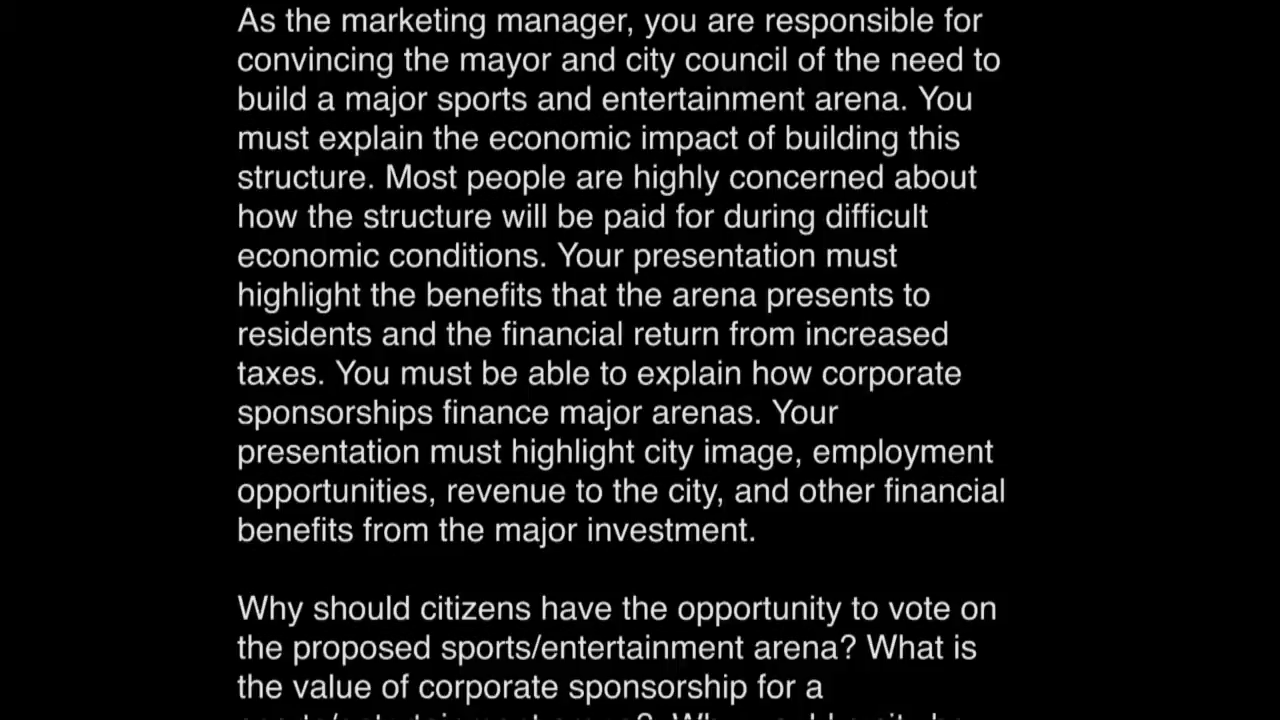 As the marketing manager, you are responsible for
convincing the mayor and city council of the need to
build a major sports and entertainment arena. You
must explain the economic impact of building this
structure. Most people are highly concerned about
how the structure will be paid for during difficult
economic conditions. Your presentation must
highlight the benefits that the arena presents to
residents and the financial return from increased
taxes. You must be able to explain how corporate
sponsorships finance major arenas. Your
presentation must highlight city image, employment
opportunities, revenue to the city, and other financial
benefits from the major investment.
Why should citizens have the opportunity to vote on
the proposed sports/entertainment arena? What is
the value of corporate sponsorship for a